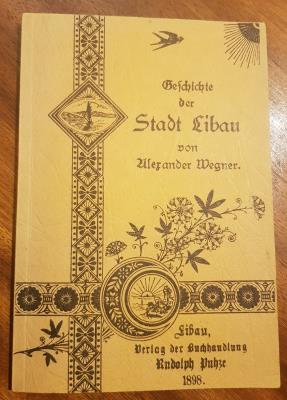 Geschichte
der
Stadt Libau
von
Alexander Wegner.
Libau,
Verlag der Buchhandlung
Rudolph Puhze
1898.